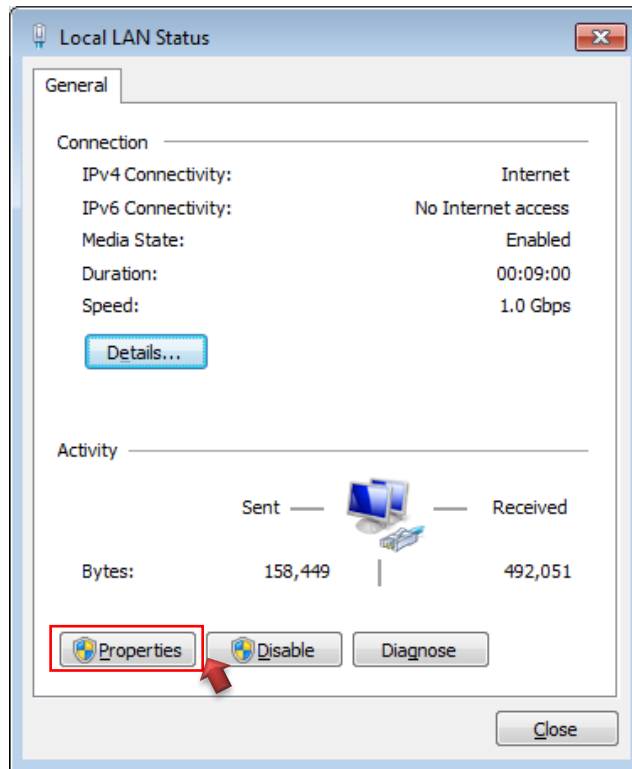 Local LAN Status
General
Connection
IPv4 Connectivity: Internet
IPv6 Connectivity: No Internet access
Media State: Enabled
Duration: 00:09:00
Speed: 1.0 Gbps
Details...
Activity
Sent Received
Bytes: 158,449 492,051
Properties Disable Diagnose
Close